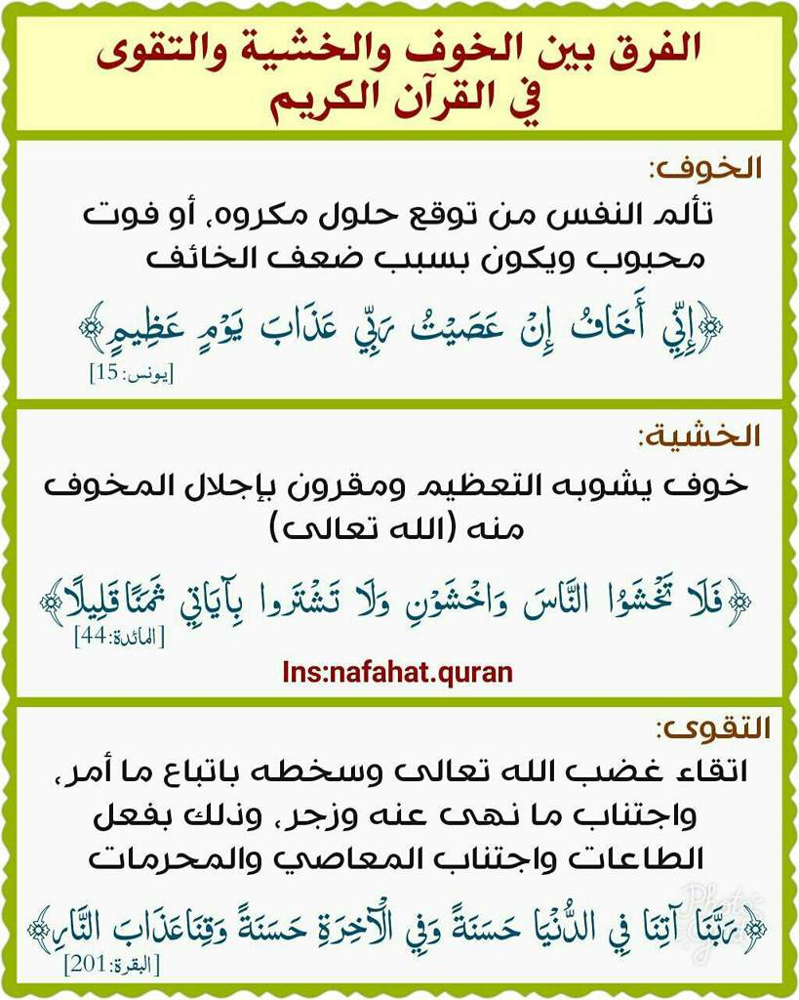 الفرق بين الخوف والخشية والتقوى
في القرآن الكريم
الخوف:
تألم النفس من توقع حلول مكروه، أو فوت
محبوب ويكون بسبب ضعف الخائف
﴿إِنِّي أَخَافُ إِنْ عَصَيْتُ رَبِّي عَذَابَ يَوْمٍ عَظِيمٍ﴾
[يونس:15]
الخشية:
خوف يشوبه التعظيم ومقرون بإجلال المخوف
منه (الله تعالى)
﴿فَلَا تَخْشَوُا النَّاسَ وَاخْشَوْنِ وَلَا تَشْتَرُوا بِآيَاتِي ثَمَنًا قَلِيلًا﴾
[المائدة:44]
Ins:nafahat.quran
التقوى:
اتقاء غضب الله تعالى وسخطه باتباع ما أمر،
واجتناب ما نهى عنه وزجر، وذلك بفعل
الطاعات واجتناب المعاصي والمحرمات
﴿رَبَّنَا آتِنَا فِي الدُّنْيَا حَسَنَةً وَفِي الْآخِرَةِ حَسَنَةً وَقِنَا عَذَابَ النَّارِ﴾
[البقرة:201]